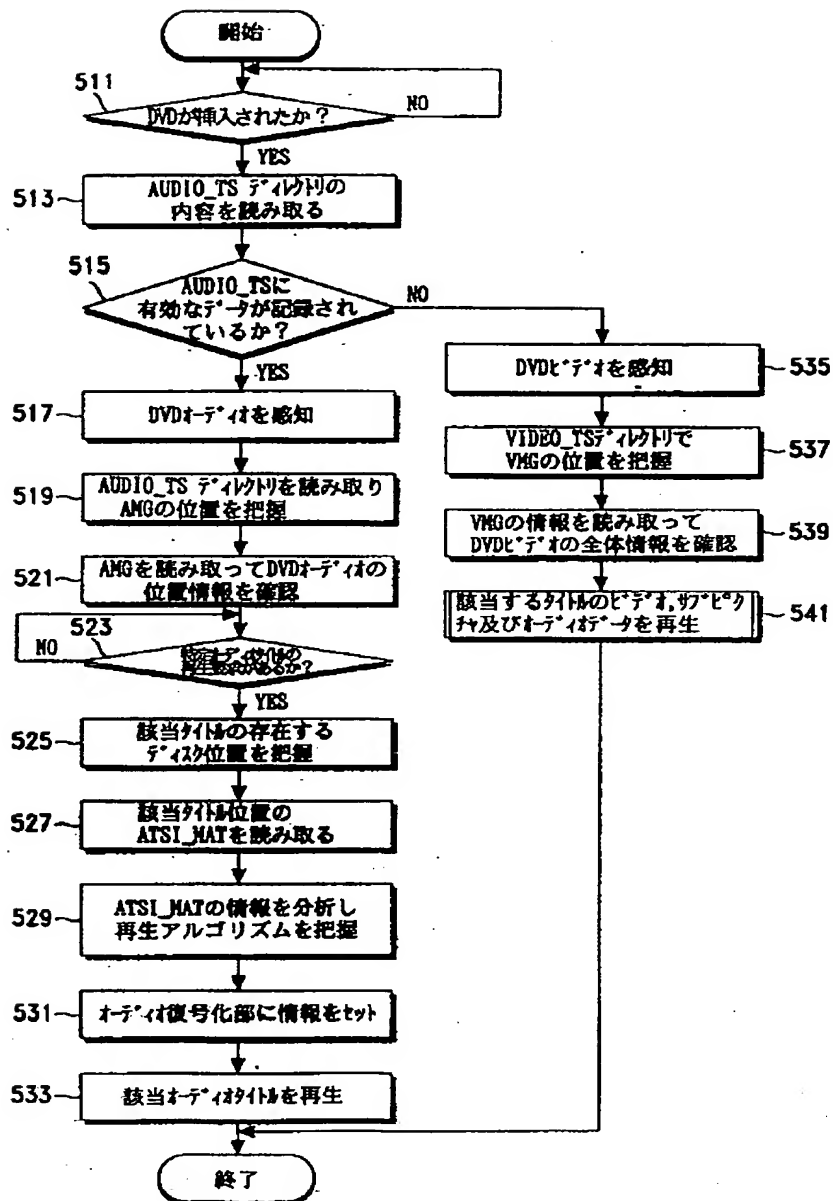 開始
511
DVDが挿入されたか？
NO
YES
513
AUDIO_TS ディレクトリの
内容を読み取る
515
AUDIO_TSに
有効なデータが記録され
ているか？
NO
YES
517
DVDオーディオを感知
519
AUDIO_TS ディレクトリを読み取り
AMGの位置を把握
521
AMGを読み取ってDVDオーディオの
位置情報を確認
523
NO
YES
525
該当タイトルの存在する
ディスク位置を把握
527
該当タイトル位置の
ATSI_MATを読み取る
529
ATSI_MATの情報を分析し
再生アルゴリズムを把握
531
オーディオ復号化部に情報をセット
533
該当オーディオタイトルを再生
終了
DVDビデオを感知
535
VIDEO_TSディレクトリで
VMGの位置を把握
537
VMGの情報を読み取って
DVDビデオの全体情報を確認
539
該当するタイトルのビデオ,サブピク
チャ及びオーディオデータを再生
541